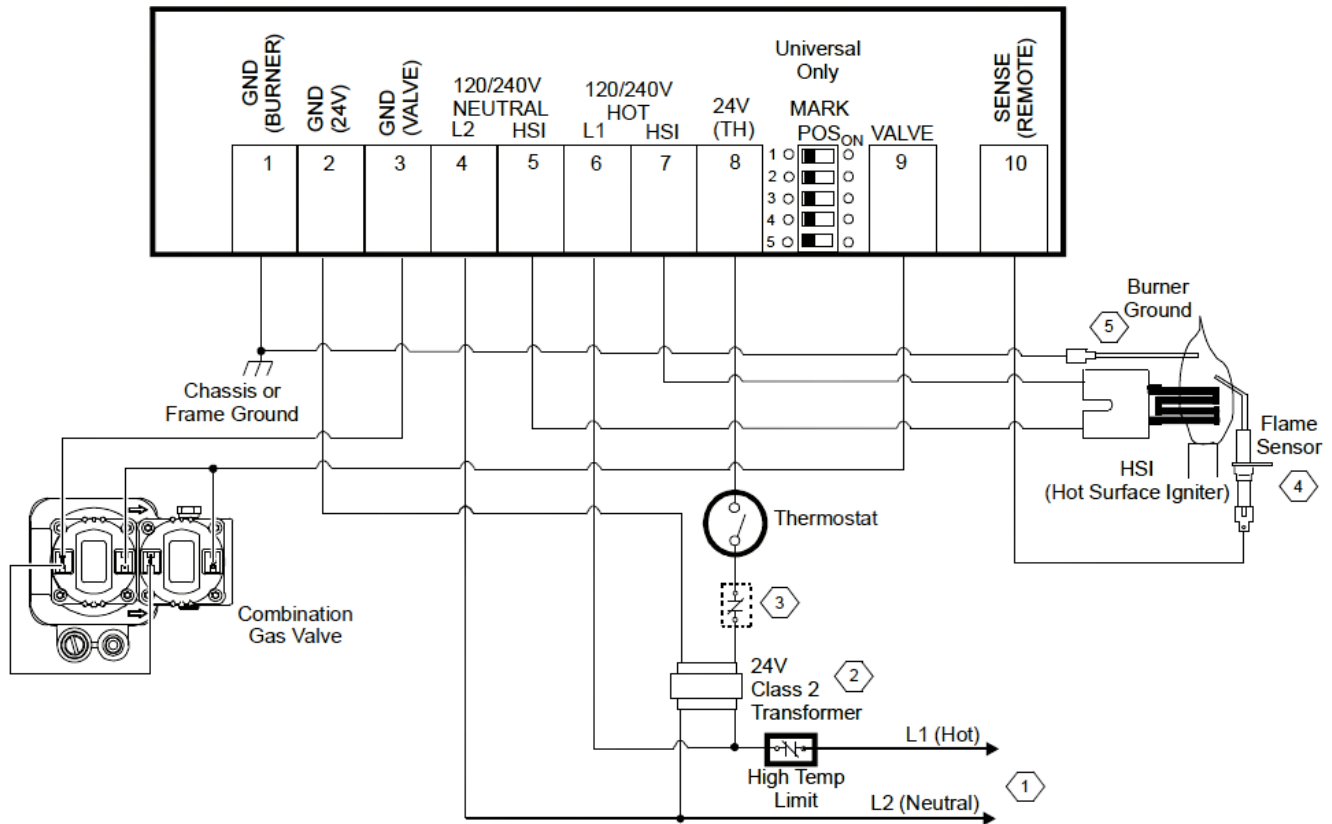 Universal
Only
GND
(BURNER)
GND
(24V)
GND
(VALVE)
120/240V
NEUTRAL
L2 HSI
120/240V
HOT
L1 HSI
24V
(TH)
MARK
POS ON
VALVE
SENSE
(REMOTE)
1 2 3 4 5 6 7 8
1
2
3
4
5
9
10
Burner
Ground
5
Chassis or
Frame Ground
Flame
Sensor
4
HSI
(Hot Surface Igniter)
Thermostat
3
Combination
Gas Valve
24V
Class 2
Transformer
2
L1 (Hot)
High Temp
Limit
1
L2 (Neutral)